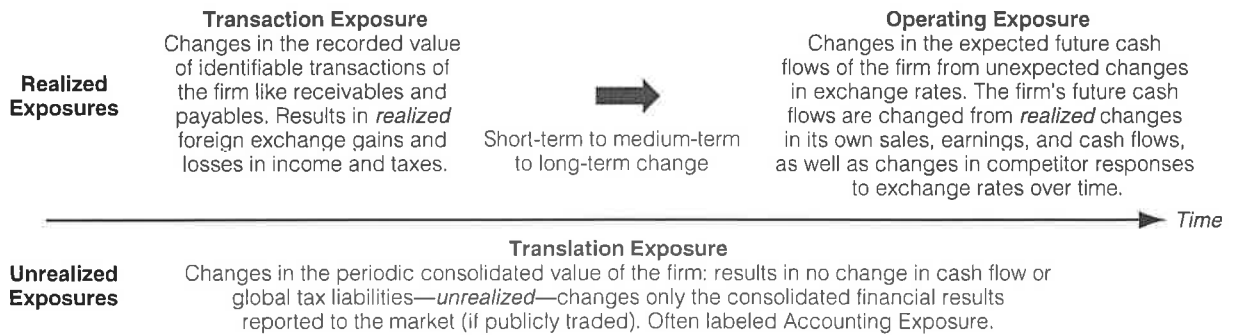 Transaction Exposure
Changes in the recorded value
of identifiable transactions of
the firm like receivables and
payables. Results in realized
foreign exchange gains and
losses in income and taxes.
Realized
Exposures
Short-term to medium-term
to long-term change
Operating Exposure
Changes in the expected future cash
flows of the firm from unexpected changes
in exchange rates. The firm's future cash
flows are changed from realized changes
in its own sales, earnings, and cash flows,
as well as changes in competitor responses
to exchange rates over time.
Time
Unrealized
Exposures
Translation Exposure
Changes in the periodic consolidated value of the firm: results in no change in cash flow or
global tax liabilities—unrealized—changes only the consolidated financial results
reported to the market (if publicly traded). Often labeled Accounting Exposure.